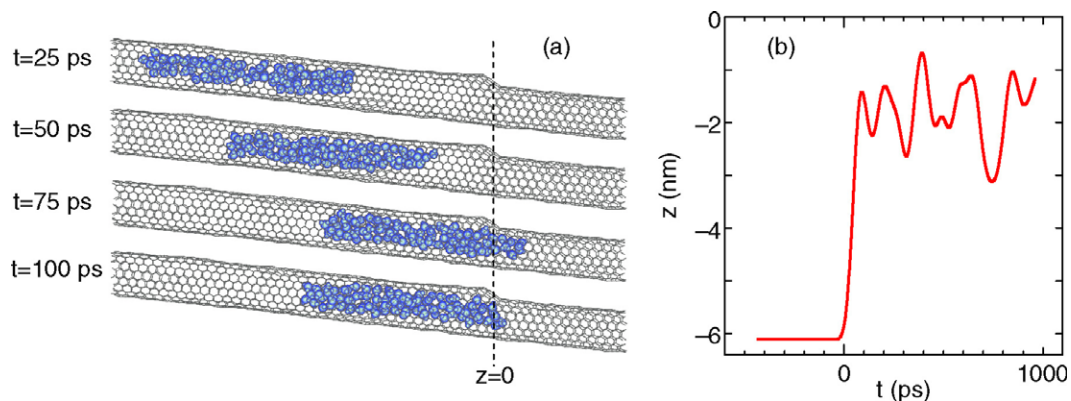 t=25 ps
t=50 ps
t=75 ps
t=100 ps
(a)
z=0
(b)
z (nm)
0
−2
−4
−6
0
1000
t (ps)